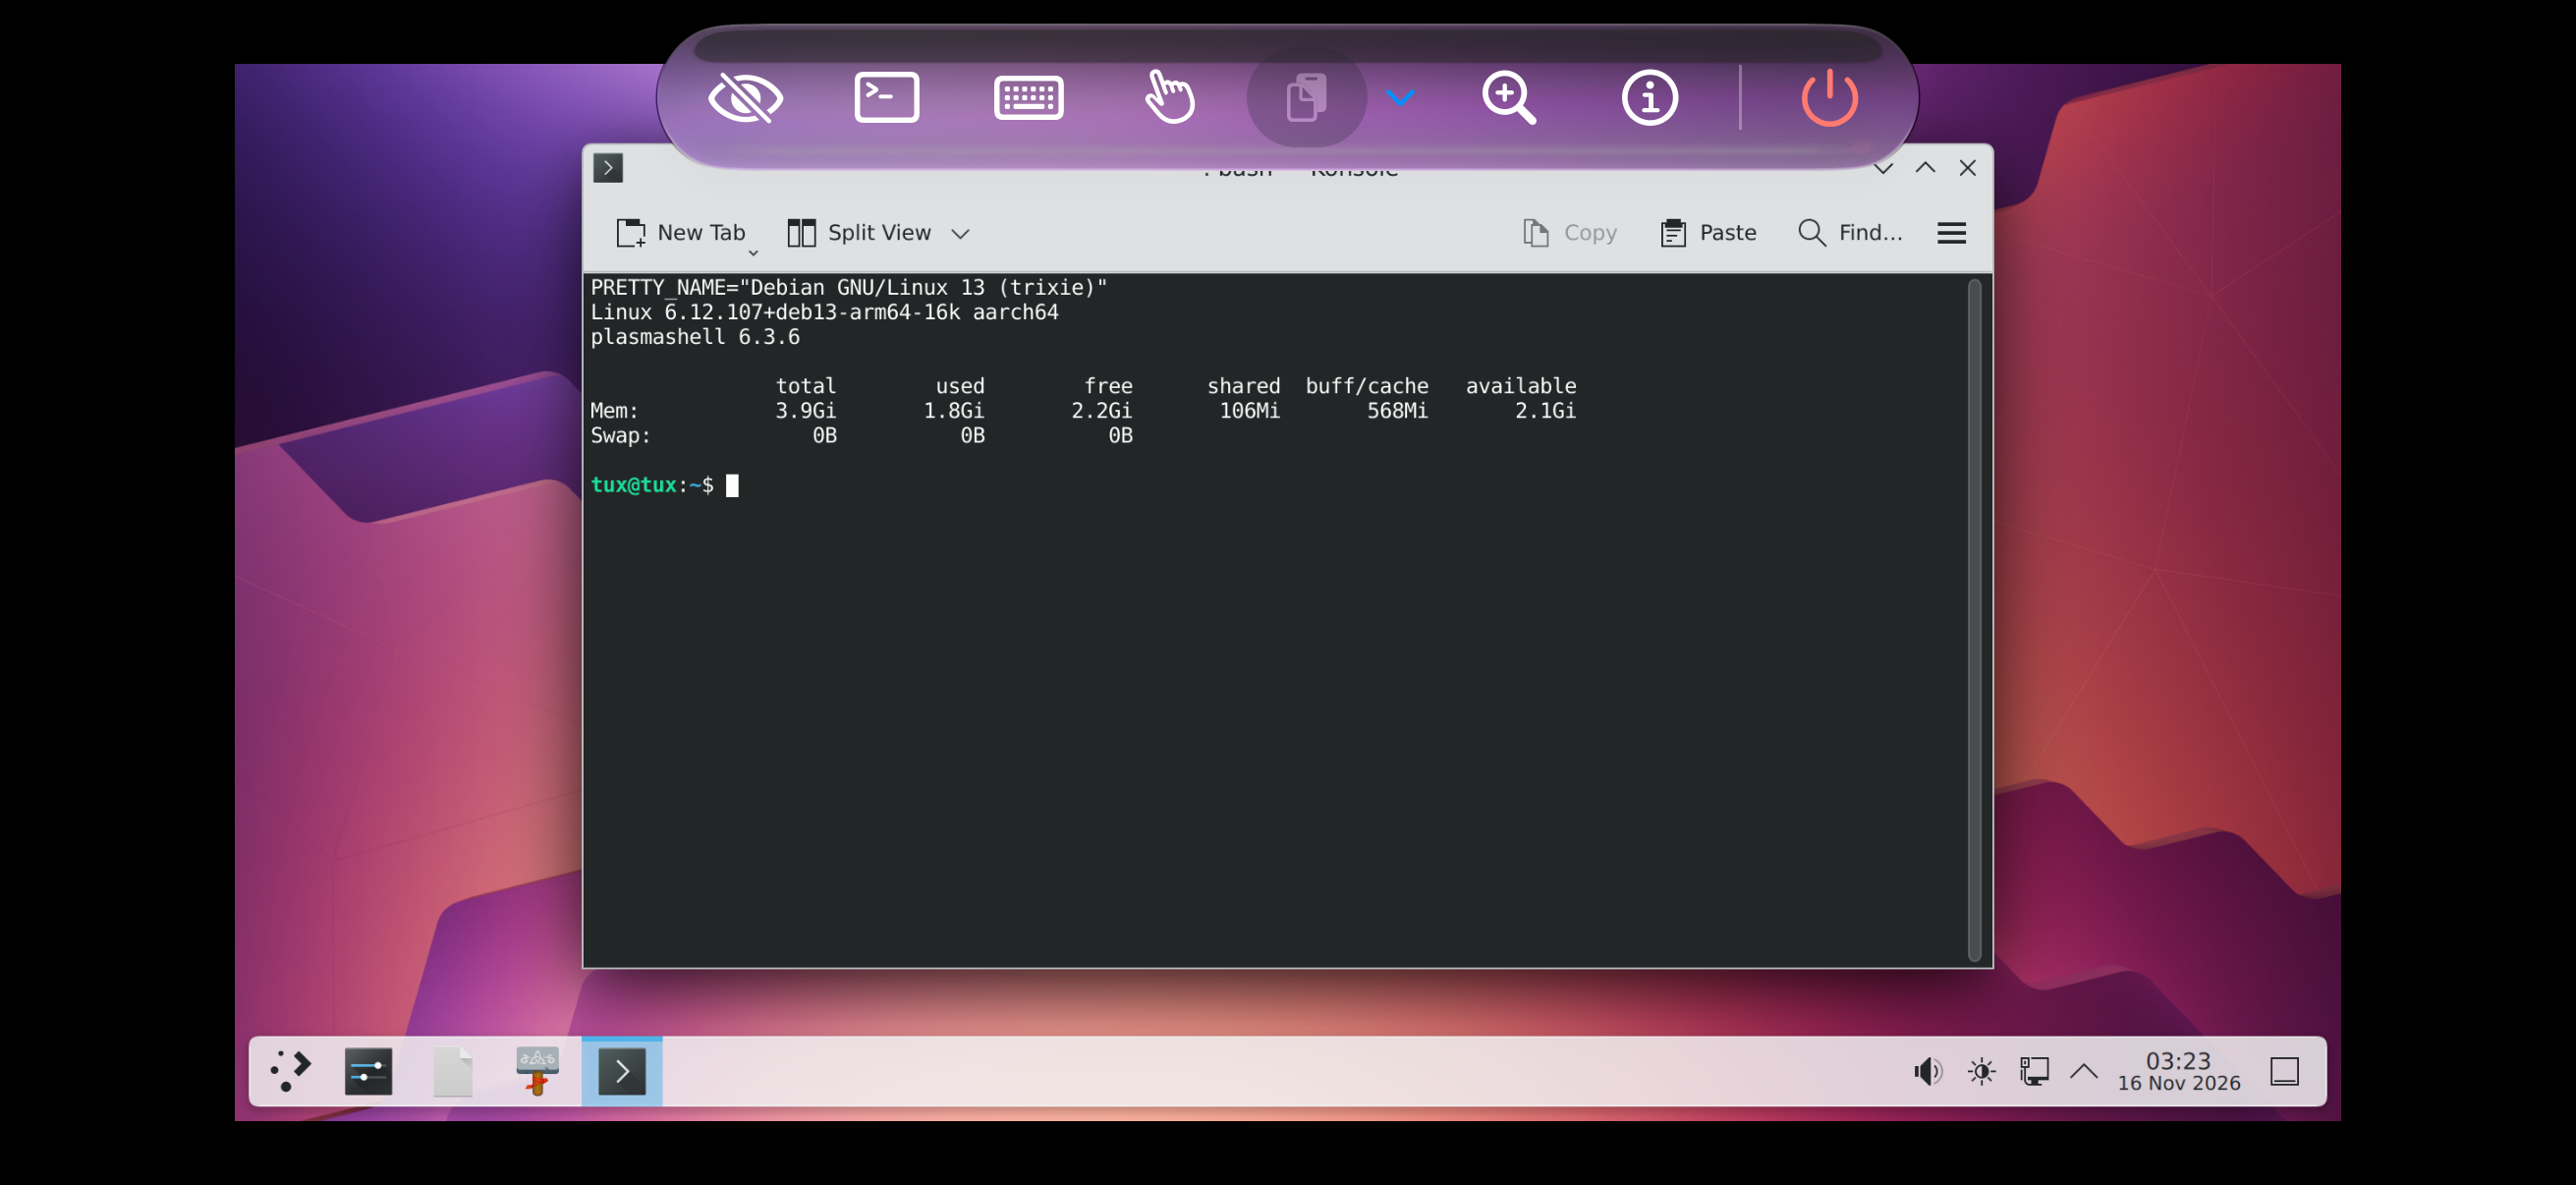 New Tab
Split View
Copy
Paste
Find...
PRETTY_NAME="Debian GNU/Linux 13 (trixie)"
Linux 6.12.107+deb13-arm64-16k aarch64
plasmashell 6.3.6
total used free shared buff/cache available
Mem: 3.9Gi 1.8Gi 2.2Gi 106Mi 568Mi 2.1Gi
Swap: 0B 0B 0B
tux@tux:~$
03:23
16 Nov 2026